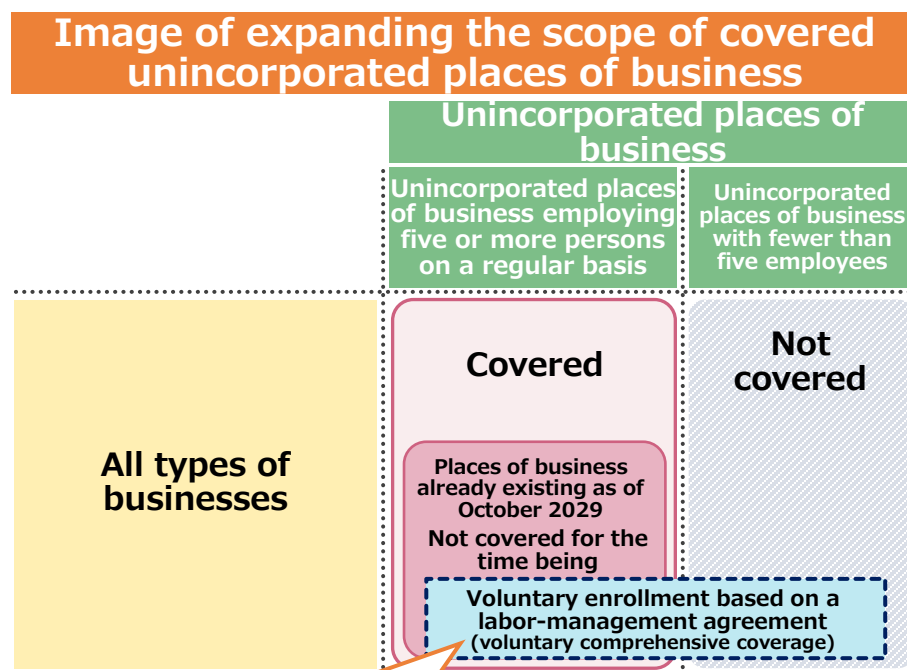 Image of expanding the scope of covered
unincorporated places of business
Unincorporated places of
business
Unincorporated places
of business employing
five or more persons
on a regular basis
Unincorporated
places of business
with fewer than
five employees
All types of
businesses
Covered
Places of business
already existing as of
October 2029
Not covered for the
time being
Not
covered
Voluntary enrollment based on a
labor-management agreement
(voluntary comprehensive coverage)